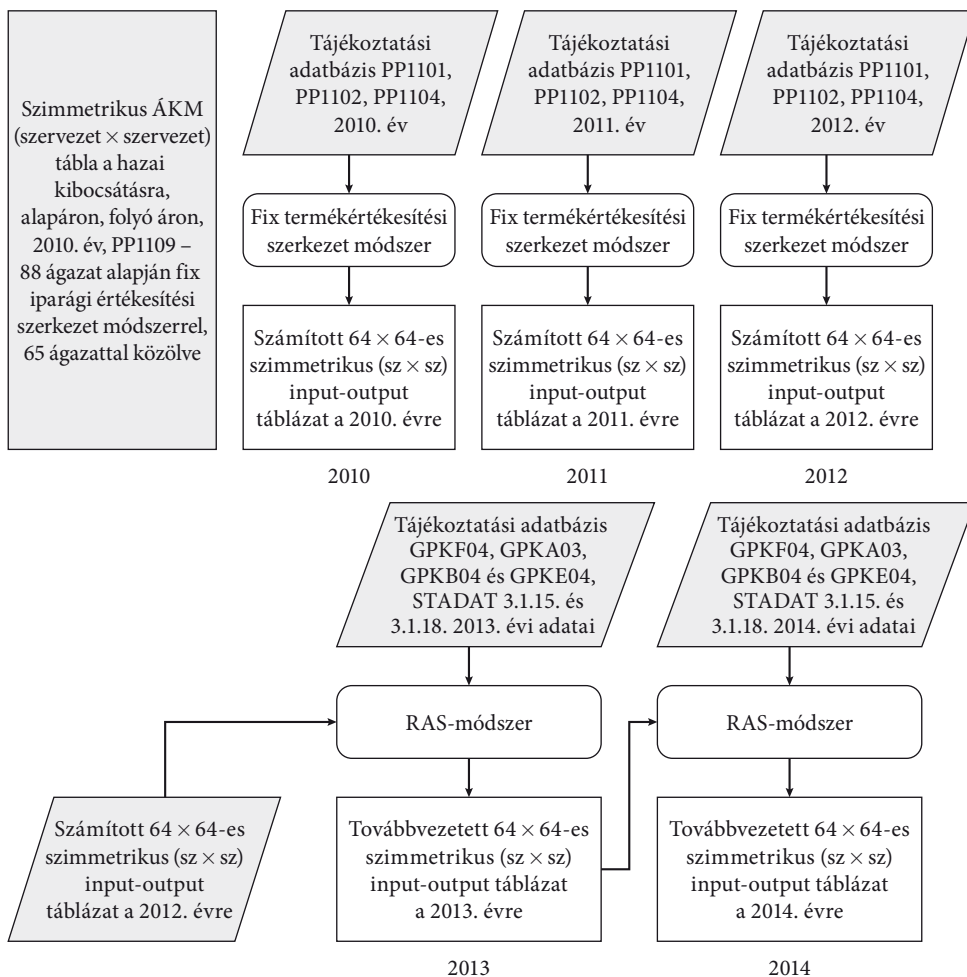 Szimmetrikus ÁKM
(szervezet × szervezet)
tábla a hazai
kibocsátásra,
alapáron, folyó áron,
2010. év, PP1109 –
88 ágazat alapján fix
iparági értékesítési
szerkezet módszerrel,
65 ágazattal közölve
Tájékoztatási
adatbázis PP1101,
PP1102, PP1104,
2010. év
Fix termékértékesítési
szerkezet módszer
Számított 64 × 64-es
szimmetrikus (sz × sz)
input-output
táblázat a 2010. évre
2010
Tájékoztatási
adatbázis PP1101,
PP1102, PP1104,
2011. év
Fix termékértékesítési
szerkezet módszer
Számított 64 × 64-es
szimmetrikus (sz × sz)
input-output
táblázat a 2011. évre
2011
Tájékoztatási
adatbázis PP1101,
PP1102, PP1104,
2012. év
Fix termékértékesítési
szerkezet módszer
Számított 64 × 64-es
szimmetrikus (sz × sz)
input-output
táblázat a 2012. évre
2012
Számított 64 × 64-es
szimmetrikus (sz × sz)
input-output
táblázat a 2012. évre
Tájékoztatási adatbázis
GPKF04, GPKA03,
GPKB04 és GPKE04,
STADAT 3.1.15. és
3.1.18. 2013. évi adatai
RAS-módszer
Továbbvezetett 64 × 64-es
szimmetrikus (sz × sz)
input-output táblázat
a 2013. évre
2013
Tájékoztatási adatbázis
GPKF04, GPKA03,
GPKB04 és GPKE04,
STADAT 3.1.15. és
3.1.18. 2014. évi adatai
RAS-módszer
Továbbvezetett 64 × 64-es
szimmetrikus (sz × sz)
input-output táblázat
a 2014. évre
2014